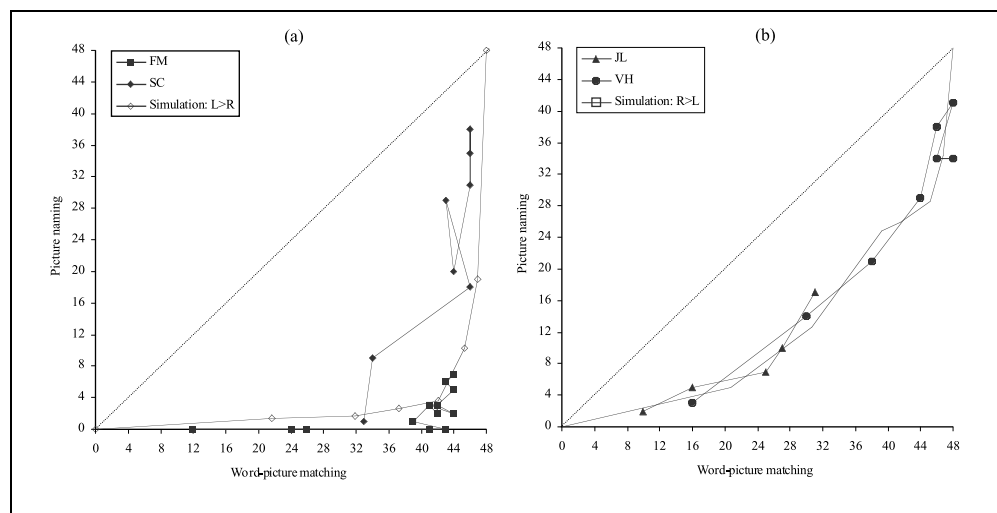 (a)
FM
SC
Simulation: L>R
48
44
40
36
32
28
24
20
16
12
8
4
0
Picture naming
0 4 8 12 16 20 24 28 32 36 40 44 48
Word-picture matching
(b)
JL
VH
Simulation: R>L
48
44
40
36
32
28
24
20
16
12
8
4
0
Picture naming
0 4 8 12 16 20 24 28 32 36 40 44 48
Word-picture matching